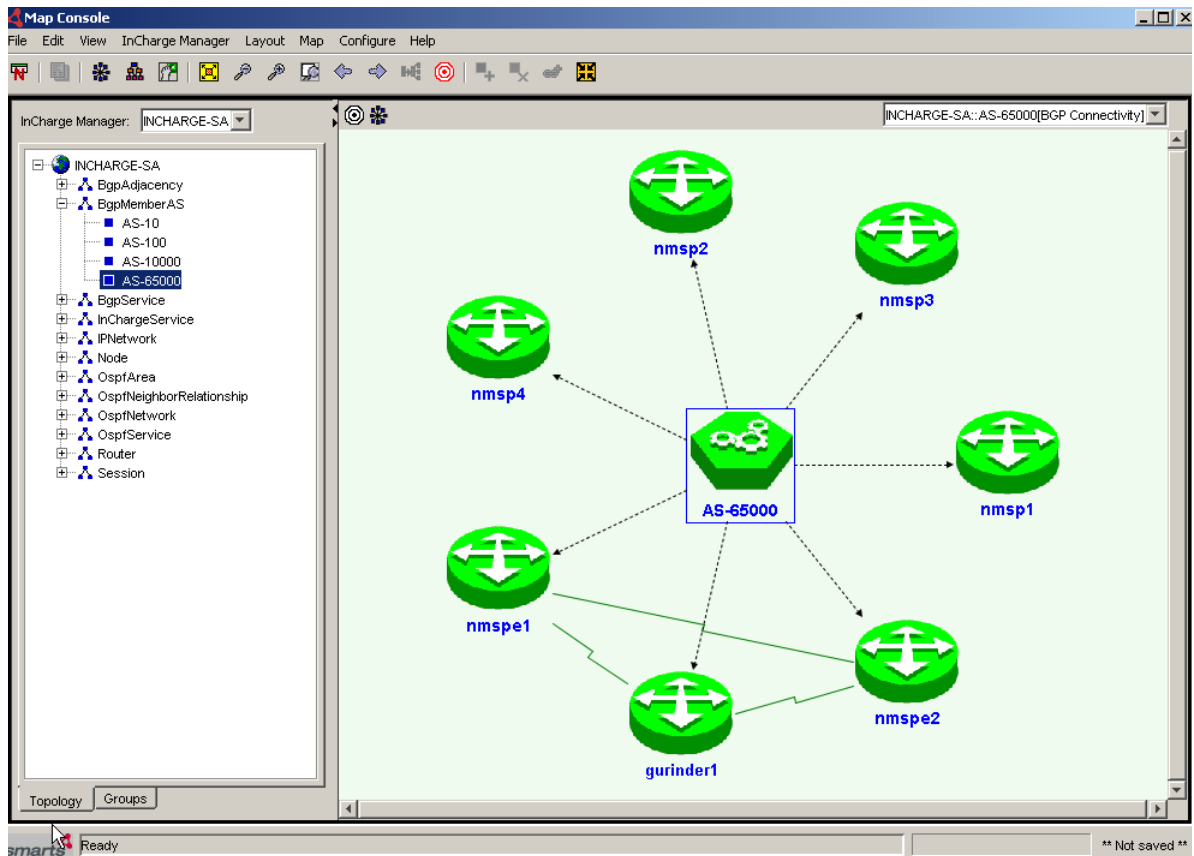 Map Console
File Edit View InCharge Manager Layout Map Configure Help
InCharge Manager: INCHARGE-SA
INCHARGE-SA::AS-65000[BGP Connectivity]
INCHARGE-SA
BgpAdjacency
BgpMemberAS
AS-10
AS-100
AS-10000
AS-65000
BgpService
InChargeService
IPNetwork
Node
OspfArea
OspfNeighborRelationship
OspfNetwork
OspfService
Router
Session
nmsp2
nmsp3
nmsp4
AS-65000
nmsp1
nmspe1
nmspe2
gurinder1
Topology Groups
smarts Ready ** Not saved **